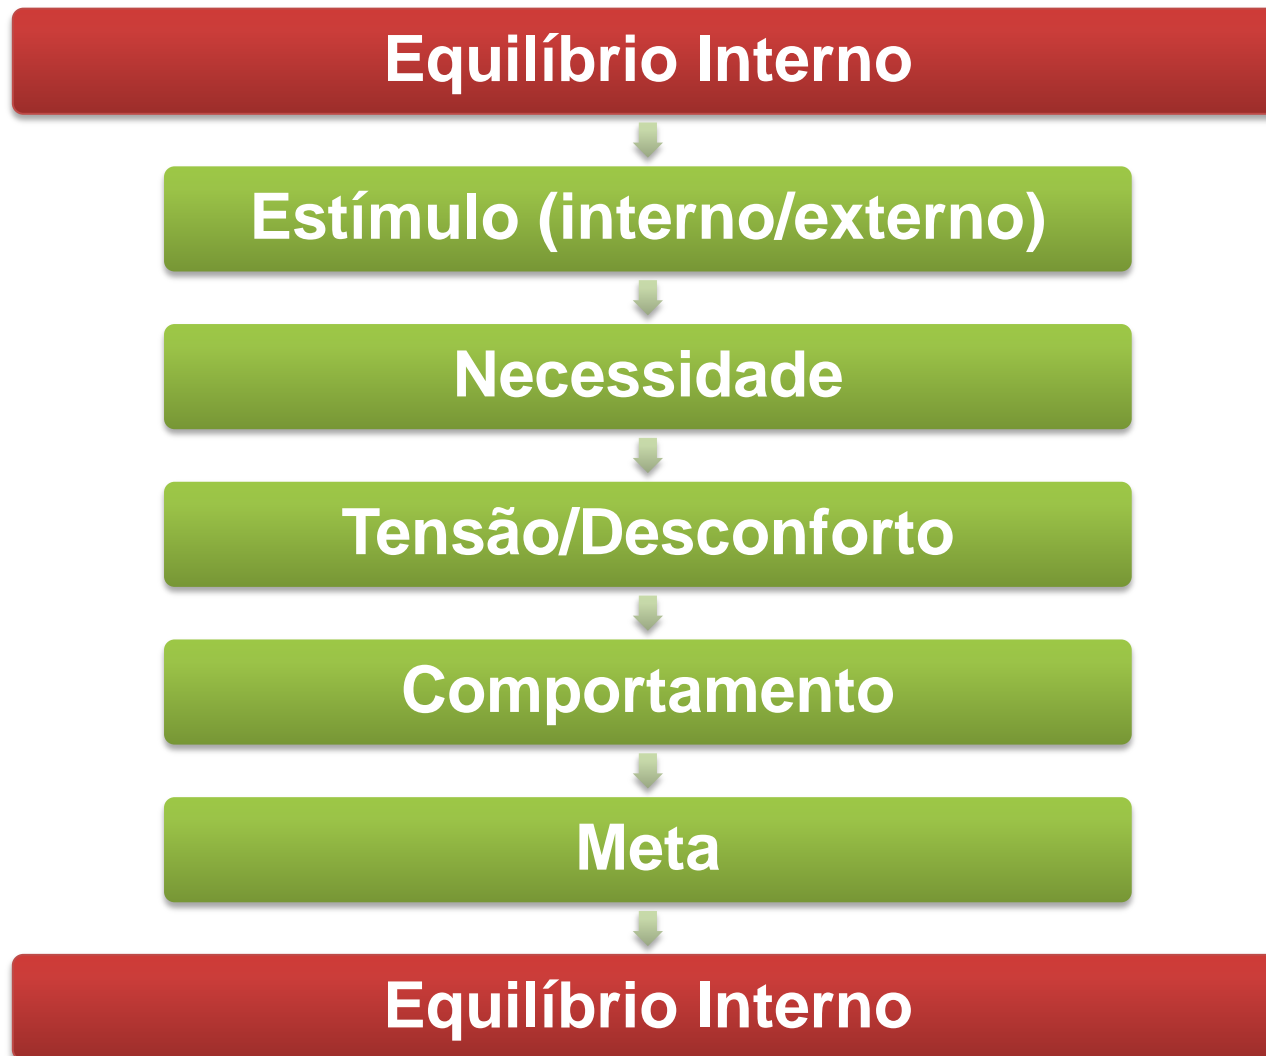 Equilíbrio Interno
Estímulo (interno/externo)
Necessidade
Tensão/Desconforto
Comportamento
Meta
Equilíbrio Interno